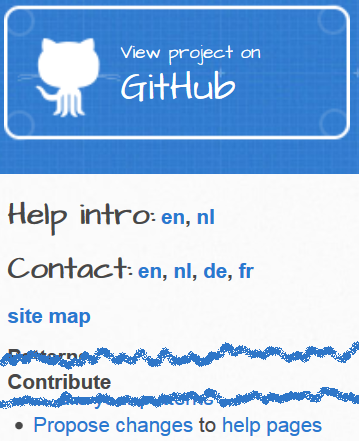 View project on
GitHub
Help intro: en, nl
Contact: en, nl, de, fr
site map
Patterns
Contribute
Propose changes to help pages